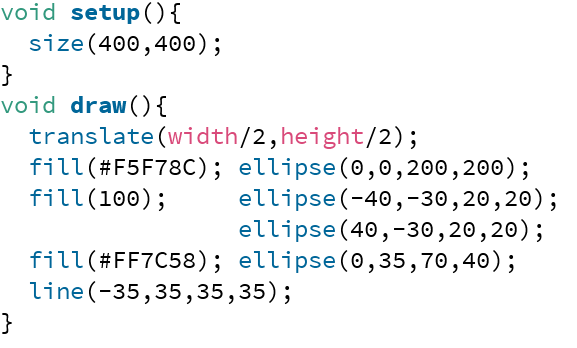 void setup(){
  size(400,400);
}
void draw(){
  translate(width/2,height/2);
  fill(#F5F78C); ellipse(0,0,200,200);
  fill(100);     ellipse(-40,-30,20,20);
                 ellipse(40,-30,20,20);
  fill(#FF7C58); ellipse(0,35,70,40);
  line(-35,35,35,35);
}